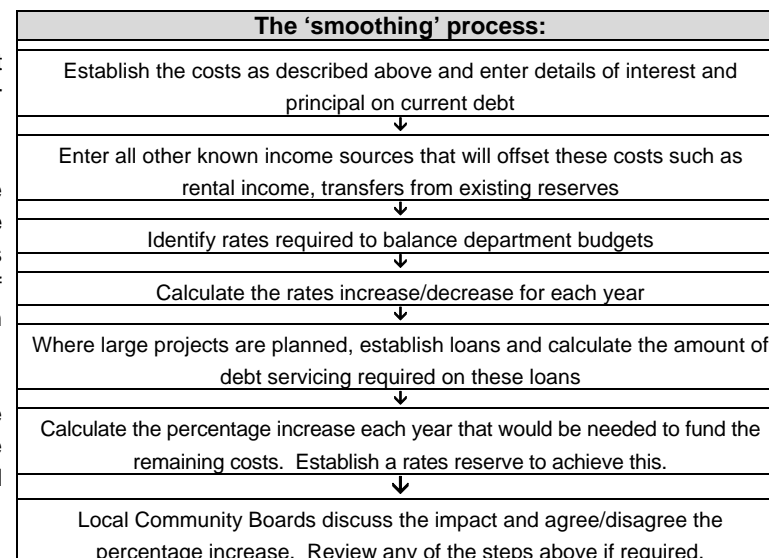 The ‘smoothing’ process:
Establish the costs as described above and enter details of interest and
principal on current debt
↓
Enter all other known income sources that will offset these costs such as
rental income, transfers from existing reserves
↓
Identify rates required to balance department budgets
↓
Calculate the rates increase/decrease for each year
↓
Where large projects are planned, establish loans and calculate the amount of
debt servicing required on these loans
↓
Calculate the percentage increase each year that would be needed to fund the
remaining costs. Establish a rates reserve to achieve this.
↓
Local Community Boards discuss the impact and agree/disagree the
percentage increase. Review any of the steps above if required.